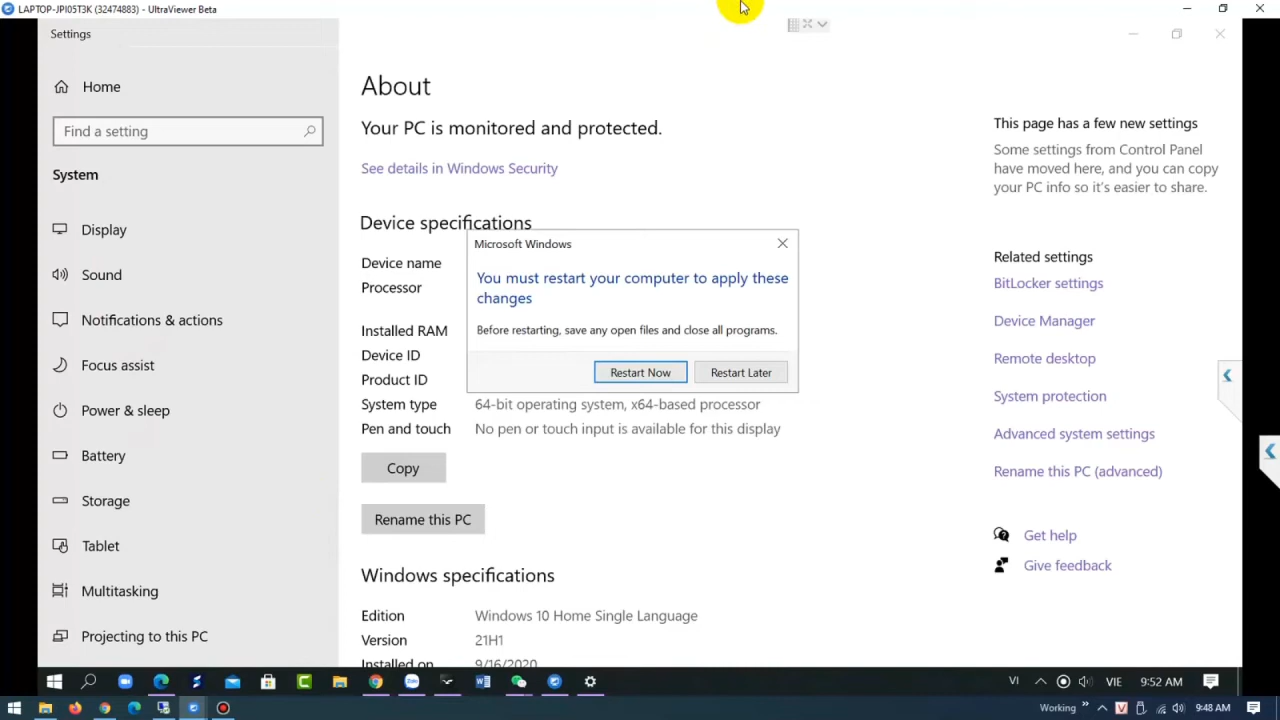 LAPTOP-JPI05T3K (32474883) - UltraViewer Beta
Settings
Home
Find a setting
System
Display
Sound
Notifications & actions
Focus assist
Power & sleep
Battery
Storage
Tablet
Multitasking
Projecting to this PC
About
Your PC is monitored and protected.
See details in Windows Security
Device specifications
Device name
Processor
Installed RAM
Device ID
Product ID
System type 64-bit operating system, x64-based processor
Pen and touch No pen or touch input is available for this display
Copy
Rename this PC
Windows specifications
Edition Windows 10 Home Single Language
Version 21H1
Installed on 9/16/2020
Microsoft Windows
You must restart your computer to apply these
changes
Before restarting, save any open files and close all programs.
Restart Now Restart Later
This page has a few new settings
Some settings from Control Panel
have moved here, and you can copy
your PC info so it's easier to share.
Related settings
BitLocker settings
Device Manager
Remote desktop
System protection
Advanced system settings
Rename this PC (advanced)
Get help
Give feedback
Zalo
VI VIE 9:52 AM
Working 9:48 AM